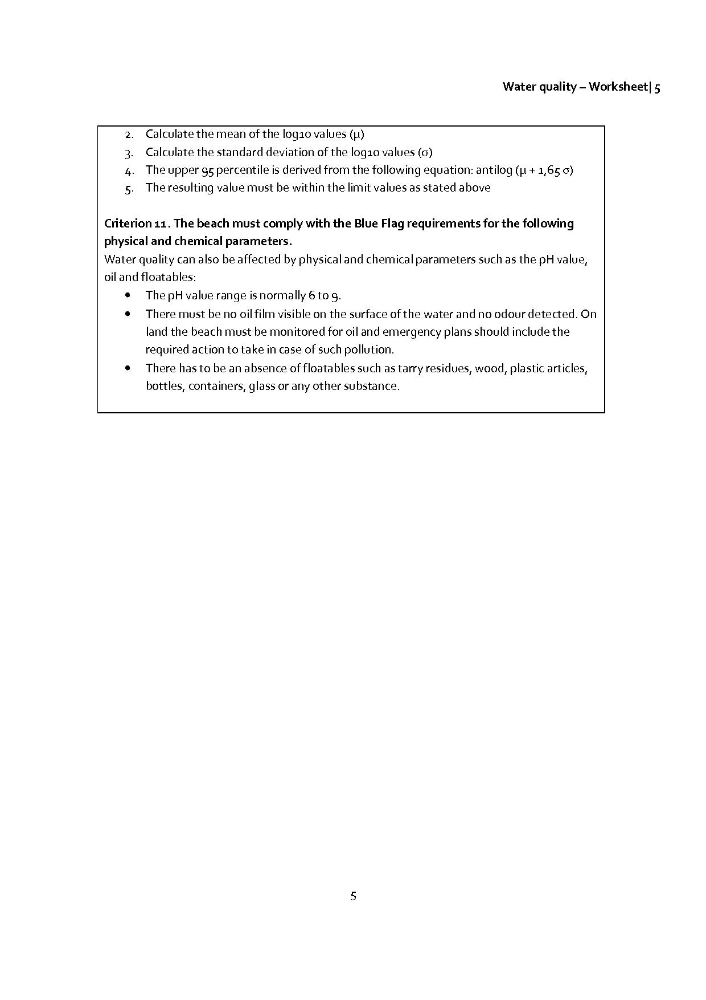 Water quality – Worksheet| 5
2. Calculate the mean of the log10 values (μ)
3. Calculate the standard deviation of the log10 values (σ)
4. The upper 95 percentile is derived from the following equation: antilog (μ + 1,65 σ)
5. The resulting value must be within the limit values as stated above
Criterion 11. The beach must comply with the Blue Flag requirements for the following
physical and chemical parameters.
Water quality can also be affected by physical and chemical parameters such as the pH value,
oil and floatables:
• The pH value range is normally 6 to 9.
• There must be no oil film visible on the surface of the water and no odour detected. On
land the beach must be monitored for oil and emergency plans should include the
required action to take in case of such pollution.
• There has to be an absence of floatables such as tarry residues, wood, plastic articles,
bottles, containers, glass or any other substance.
5